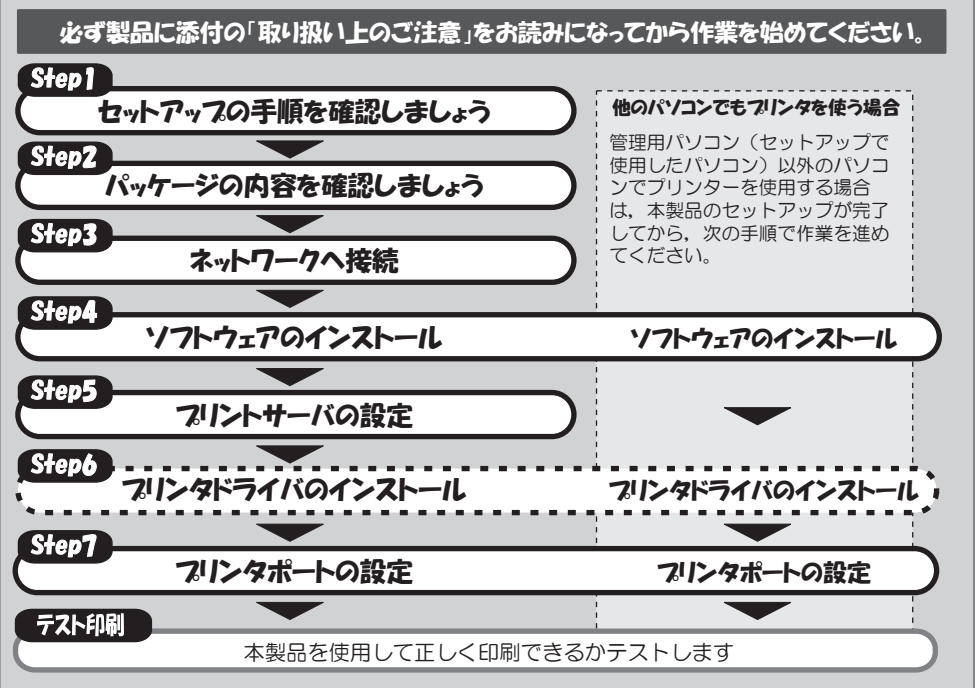 必ず製品に添付の「取り扱い上のご注意」をお読みになってから作業を始めてください。
Step1
セットアップの手順を確認しましょう
Step2
パッケージの内容を確認しましょう
Step3
ネットワークへ接続
他のパソコンでもプリンタを使う場合
管理用パソコン（セットアップで
使用したパソコン）以外のパソコ
ンでプリンターを使用する場合
は，本製品のセットアップが完了
してから，次の手順で作業を進め
てください。
Step4
ソフトウェアのインストール
ソフトウェアのインストール
Step5
プリントサーバの設定
Step6
プリンタドライバのインストール
プリンタドライバのインストール
Step7
プリンタポートの設定
プリンタポートの設定
テスト印刷
本製品を使用して正しく印刷できるかテストします